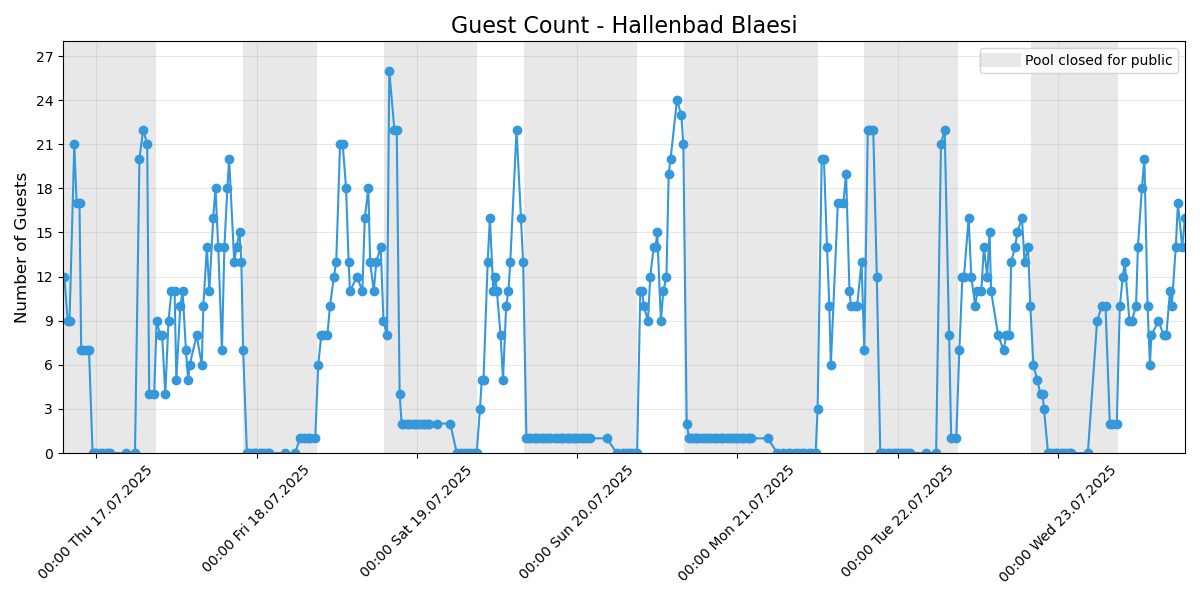 Guest Count - Hallenbad Blaesi
Pool closed for public
Number of Guests
27
24
21
18
15
12
9
6
3
0
00:00 Thu 17.07.2025
00:00 Fri 18.07.2025
00:00 Sat 19.07.2025
00:00 Sun 20.07.2025
00:00 Mon 21.07.2025
00:00 Tue 22.07.2025
00:00 Wed 23.07.2025